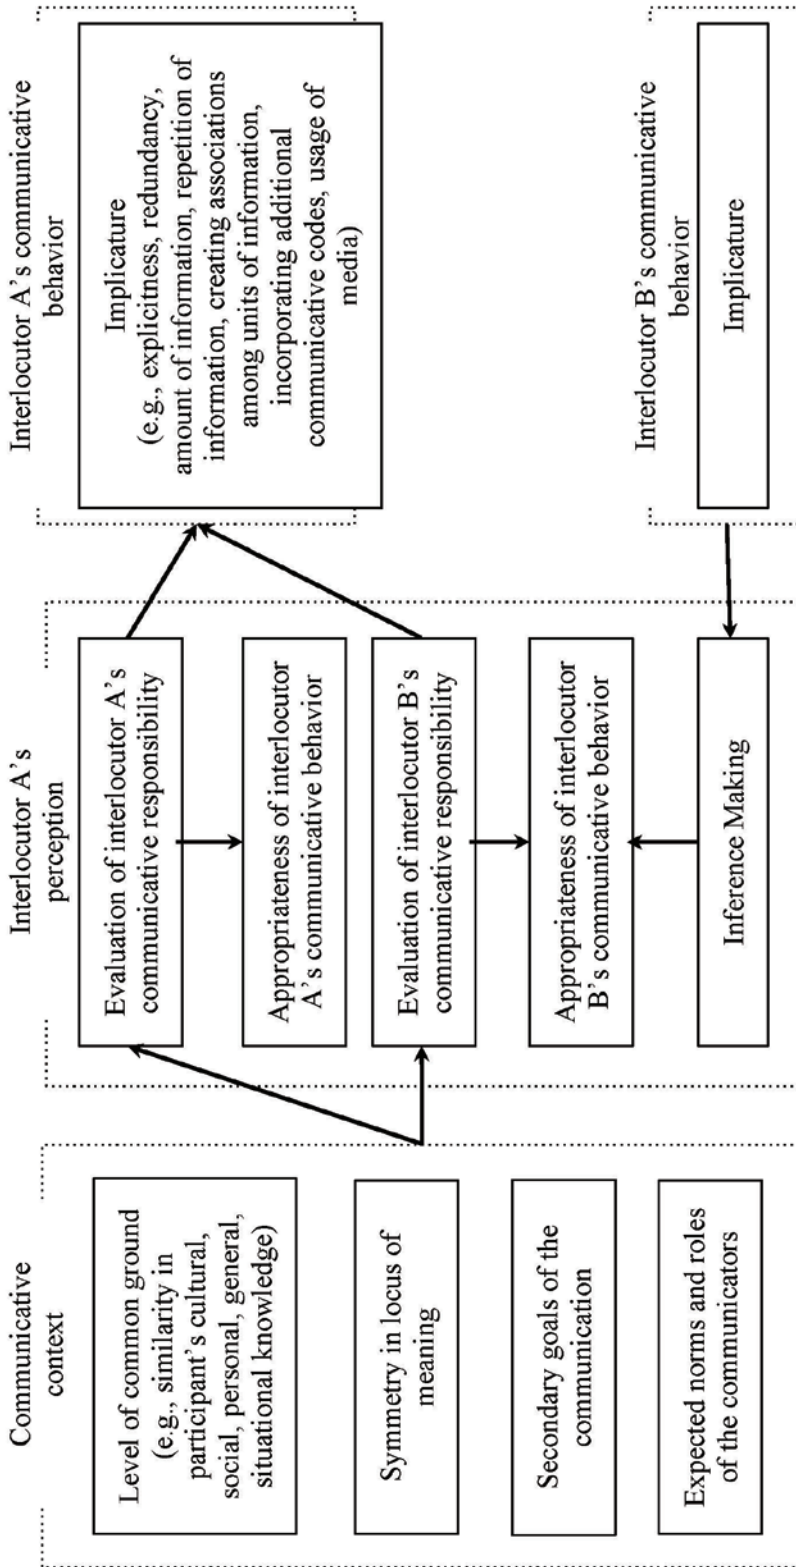 Communicative
context
Level of common ground
(e.g., similarity in
participant's cultural,
social, personal, general,
situational knowledge)
Symmetry in locus of
meaning
Secondary goals of the
communication
Expected norms and roles
of the communicators
Interlocutor A's
perception
Evaluation of interlocutor A's
communicative responsibility
Appropriateness of interlocutor
A's communicative behavior
Evaluation of interlocutor B's
communicative responsibility
Appropriateness of interlocutor
B's communicative behavior
Inference Making
Interlocutor A's communicative
behavior
Implicature
(e.g., explicitness, redundancy,
amount of information, repetition of
information, creating associations
among units of information,
incorporating additional
communicative codes, usage of
media)
Interlocutor B's communicative
behavior
Implicature